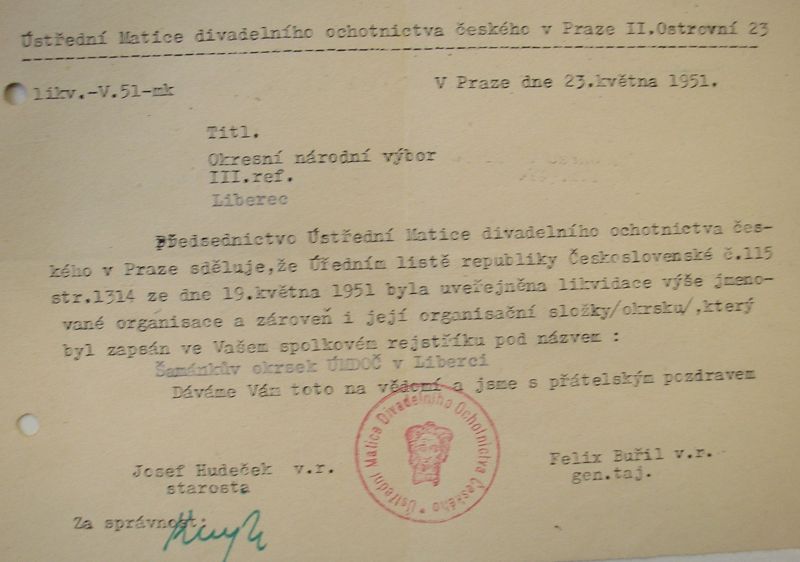 Ústřední Matice divadelního ochotnictva českého v Praze II.Ostrovní 23
likv.-V.51-mk
V Praze dne 23.května 1951.
Titl.
Okresní národní výbor
III.ref.
Liberec
Předsednictvo Ústřední Matice divadelního ochotnictva čes-
kého v Praze sděluje,že Úředním listě republiky Československé č.115
str.1314 ze dne 19.května 1951 byla uveřejněna likvidace výše jmeno-
vané organisace a zároveň i její organisační složky/okrsku/,který
byl zapsán ve Vašem spolkovém rejstříku pod názvem :
Šamánkův okrsek ÚMDOČ v Liberci
Dáváme Vám toto na vědomí a jsme s přátelským pozdravem
Ústřední Matice Divadelního Ochotnictva Českého
Josef Hudeček v.r.
starosta
Felix Buřil v.r.
gen.taj.
Za správnost: